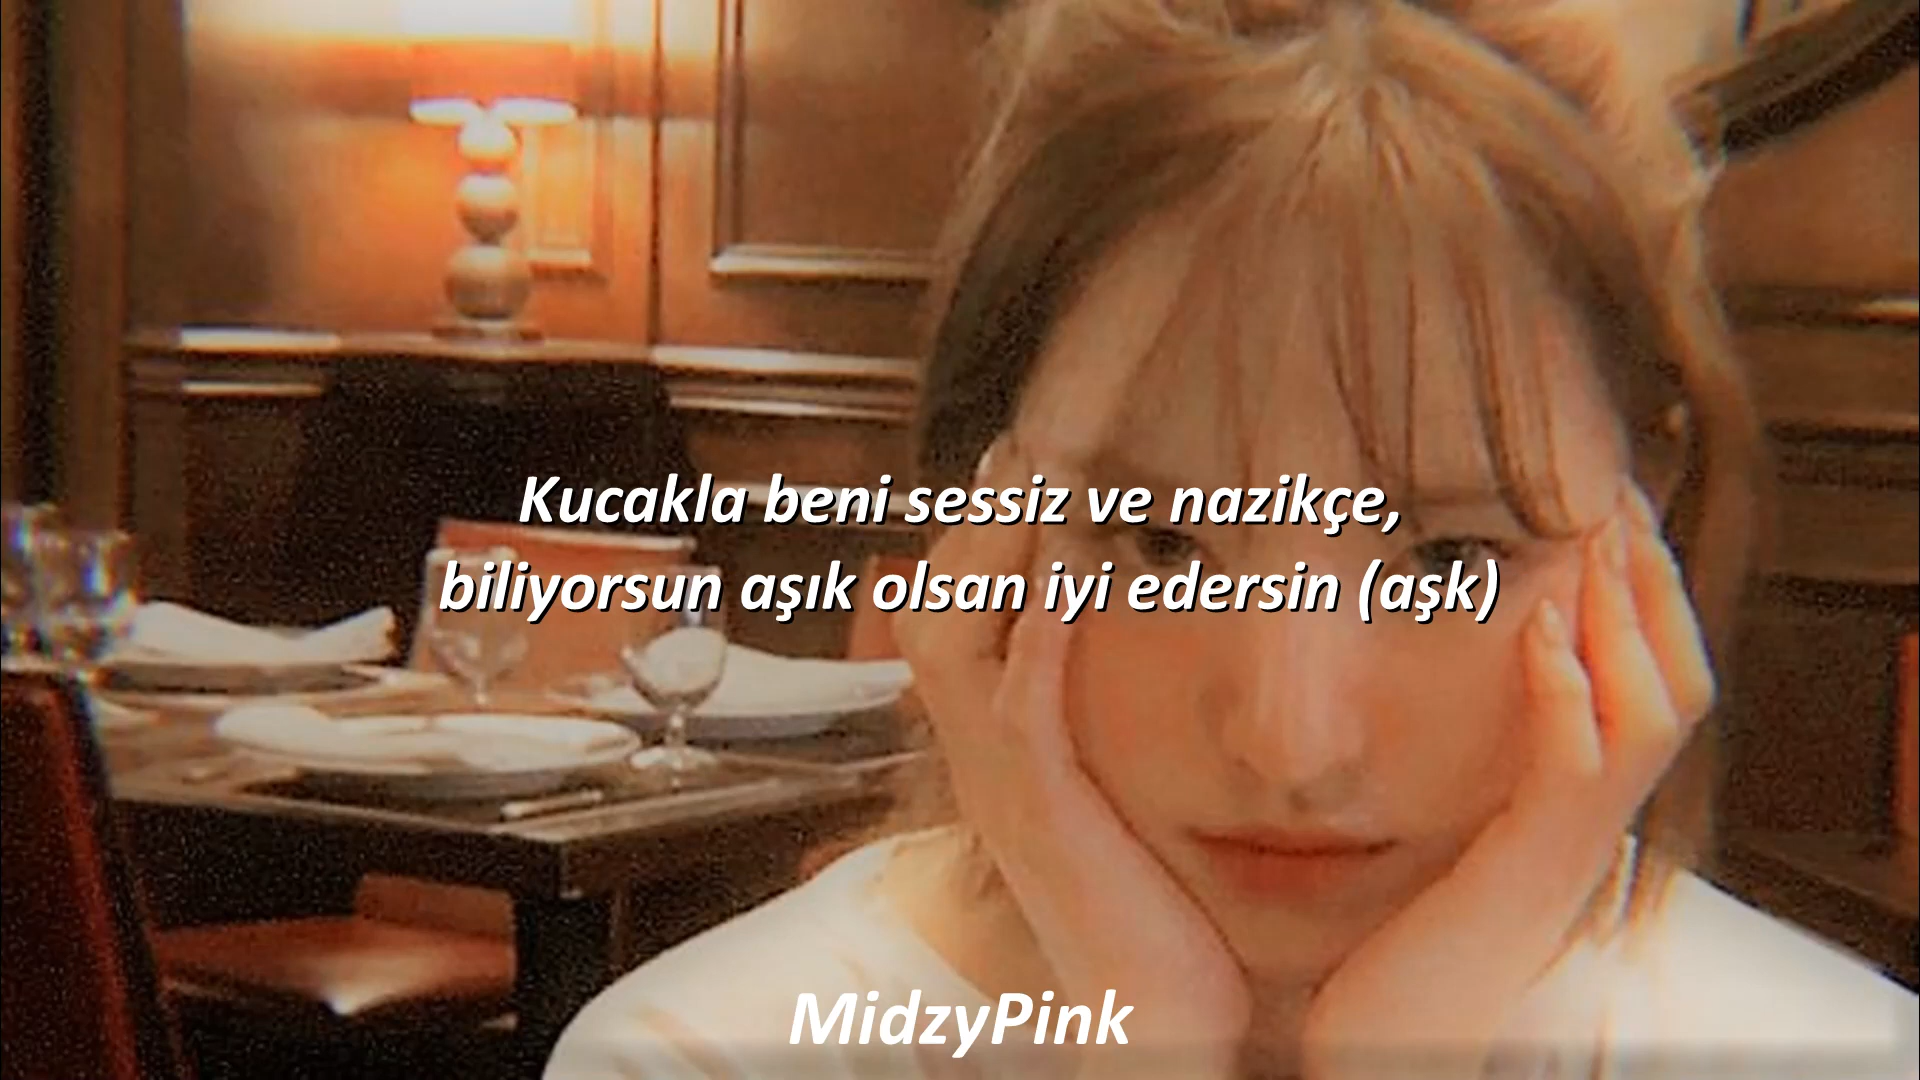 Kucakla beni sessiz ve nazikçe,
biliyorsun aşık olsan iyi edersin (aşk)
MidzyPink